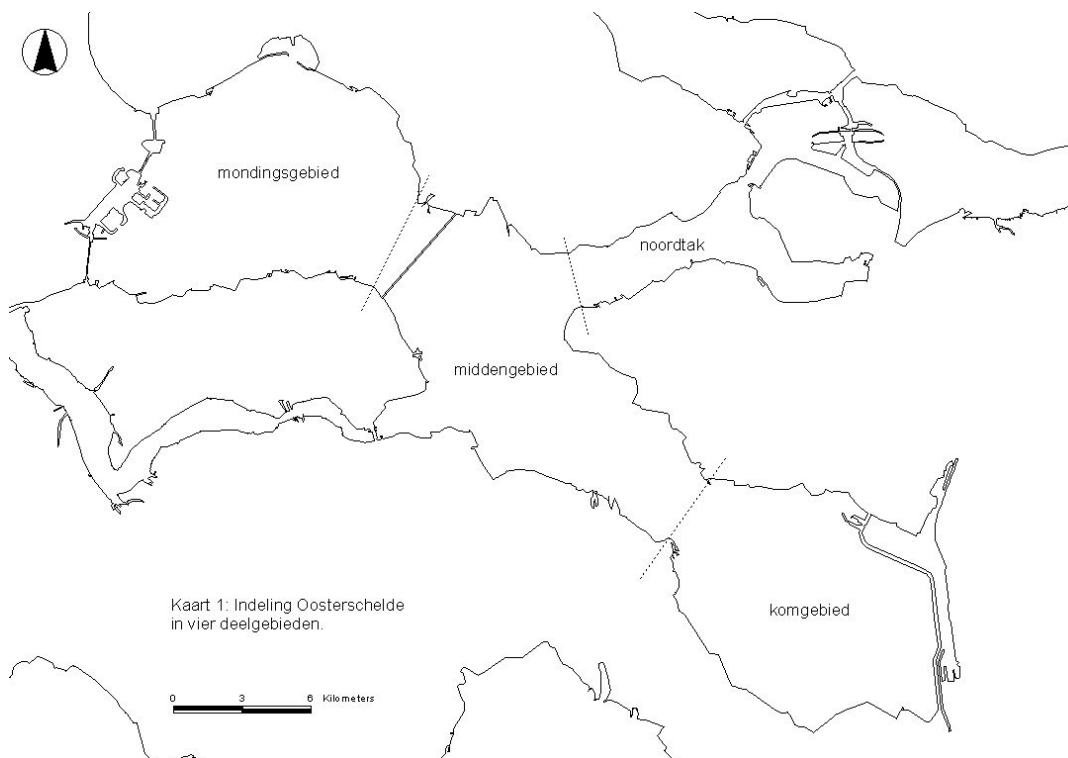 mondingsgebied
noordtak
middengebied
komgebied
Kaart 1: Indeling Oosterschelde
in vier deelgebieden.
0 3 6 Kilometers